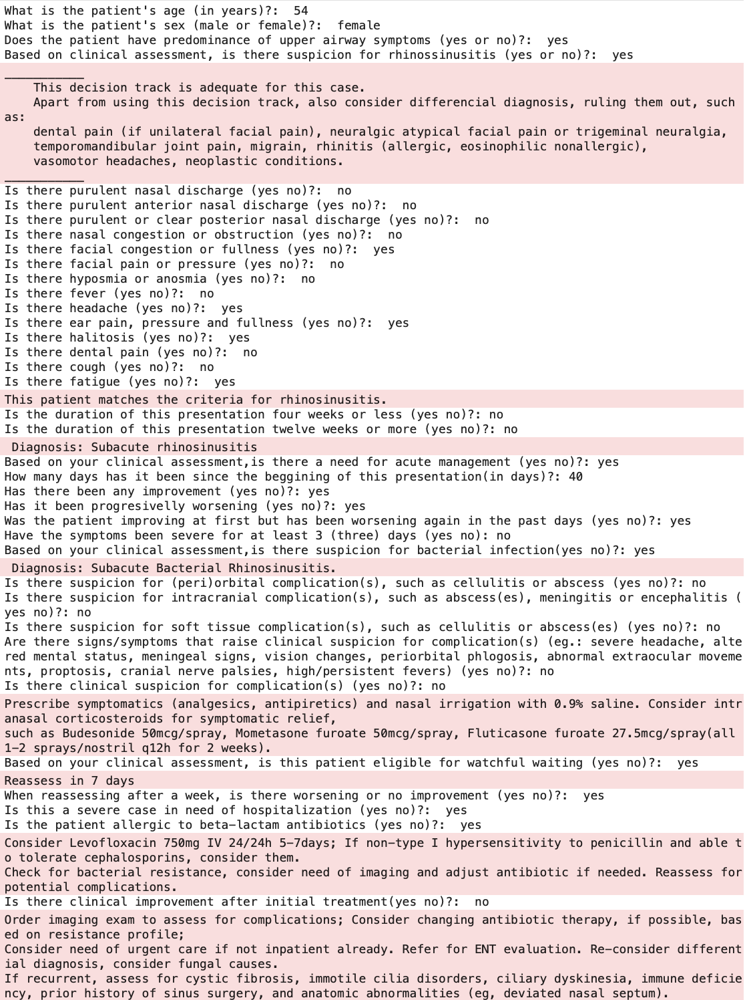 What is the patient's age (in years)?:  54
What is the patient's sex (male or female)?:  female
Does the patient have predominance of upper airway symptoms (yes or no)?:  yes
Based on clinical assessment, is there suspicion for rhinossinusitis (yes or no)?:  yes
___________
    This decision track is adequate for this case.
    Apart from using this decision track, also consider differencial diagnosis, ruling them out, such
as:
    dental pain (if unilateral facial pain), neuralgic atypical facial pain or trigeminal neuralgia,
    temporomandibular joint pain, migrain, rhinitis (allergic, eosinophilic nonallergic),
    vasomotor headaches, neoplastic conditions.
___________
Is there purulent nasal discharge (yes no)?:  no
Is there purulent anterior nasal discharge (yes no)?:  no
Is there purulent or clear posterior nasal discharge (yes no)?:  no
Is there nasal congestion or obstruction (yes no)?:  no
Is there facial congestion or fullness (yes no)?:  yes
Is there facial pain or pressure (yes no)?:  no
Is there hyposmia or anosmia (yes no)?:  no
Is there fever (yes no)?:  no
Is there headache (yes no)?:  yes
Is there ear pain, pressure and fullness (yes no)?:  yes
Is there halitosis (yes no)?:  yes
Is there dental pain (yes no)?:  no
Is there cough (yes no)?:  no
Is there fatigue (yes no)?:  yes
This patient matches the criteria for rhinosinusitis.
Is the duration of this presentation four weeks or less (yes no)?: no
Is the duration of this presentation twelve weeks or more (yes no)?: no
 Diagnosis: Subacute rhinosinusitis
Based on your clinical assessment,is there a need for acute management (yes no)?: yes
How many days has it been since the beggining of this presentation(in days)?: 40
Has there been any improvement (yes no)?: yes
Has it been progresivelly worsening (yes no)?: yes
Was the patient improving at first but has been worsening again in the past days (yes no)?: yes
Have the symptoms been severe for at least 3 (three) days (yes no): no
Based on your clinical assessment,is there suspicion for bacterial infection(yes no)?: yes
 Diagnosis: Subacute Bacterial Rhinosinusitis.
Is there suspicion for (peri)orbital complication(s), such as cellulitis or abscess (yes no)?: no
Is there suspicion for intracranial complication(s), such as abscess(es), meningitis or encephalitis (
yes no)?: no
Is there suspicion for soft tissue complication(s), such as cellulitis or abscess(es) (yes no)?: no
Are there signs/symptoms that raise clinical suspicion for complication(s) (eg.: severe headache, alte
red mental status, meningeal signs, vision changes, periorbital phlogosis, abnormal extraocular moveme
nts, proptosis, cranial nerve palsies, high/persistent fevers) (yes no)?: no
Is there clinical suspicion for complication(s) (yes no)?: no
Prescribe symptomatics (analgesics, antipiretics) and nasal irrigation with 0.9% saline. Consider intr
anasal corticosteroids for symptomatic relief,
such as Budesonide 50mcg/spray, Mometasone furoate 50mcg/spray, Fluticasone furoate 27.5mcg/spray(all
1-2 sprays/nostril q12h for 2 weeks).
Based on your clinical assessment, is this patient eligible for watchful waiting (yes no)?:  yes
Reassess in 7 days
When reassessing after a week, is there worsening or no improvement (yes no)?:  yes
Is this a severe case in need of hospitalization (yes no)?:  yes
Is the patient allergic to beta-lactam antibiotics (yes no)?:  yes
Consider Levofloxacin 750mg IV 24/24h 5-7days; If non-type I hypersensitivity to penicillin and able t
o tolerate cephalosporins, consider them.
Check for bacterial resistance, consider need of imaging and adjust antibiotic if needed. Reassess for
potential complications.
Is there clinical improvement after initial treatment(yes no)?:  no
Order imaging exam to assess for complications; Consider changing antibiotic therapy, if possible, bas
ed on resistance profile;
Consider need of urgent care if not inpatient already. Refer for ENT evaluation. Re-consider different
ial diagnosis, consider fungal causes.
If recurrent, assess for cystic fibrosis, immotile cilia disorders, ciliary dyskinesia, immune deficie
ncy, prior history of sinus surgery, and anatomic abnormalities (eg, deviated nasal septum).